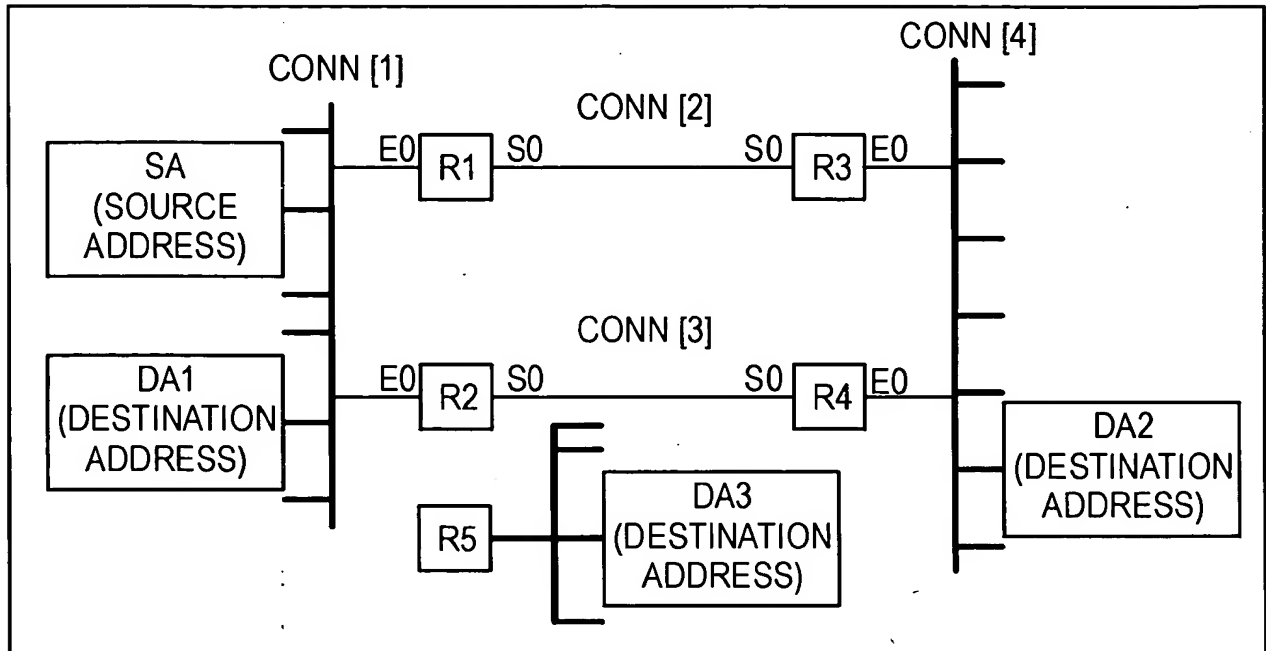 CONN [1]
CONN [4]
CONN [2]
SA
(SOURCE
ADDRESS)
E0
R1
S0
S0
R3
E0
CONN [3]
DA1
(DESTINATION
ADDRESS)
E0
R2
S0
S0
R4
E0
DA2
(DESTINATION
ADDRESS)
R5
DA3
(DESTINATION
ADDRESS)